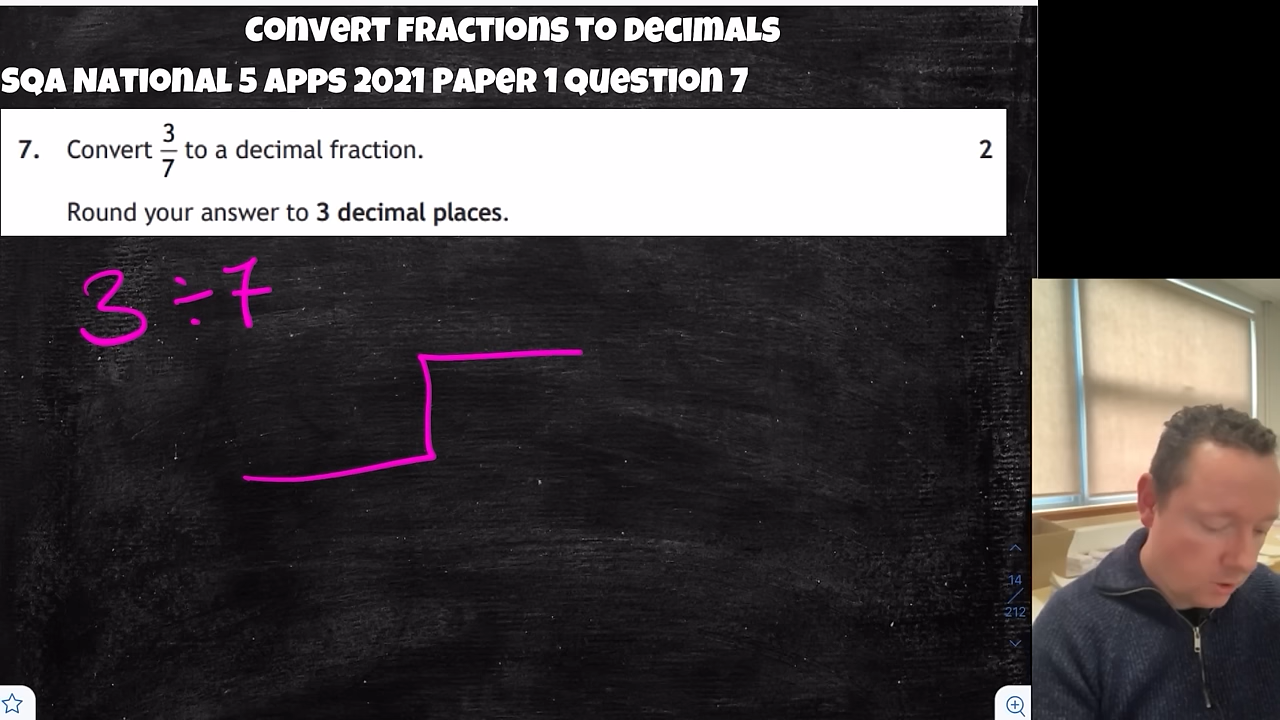 Convert Fractions to Decimals
SQA National 5 Apps 2021 Paper 1 Question 7
7. Convert 3/7 to a decimal fraction. 2
Round your answer to 3 decimal places.
3 ÷ 7
14
/
212